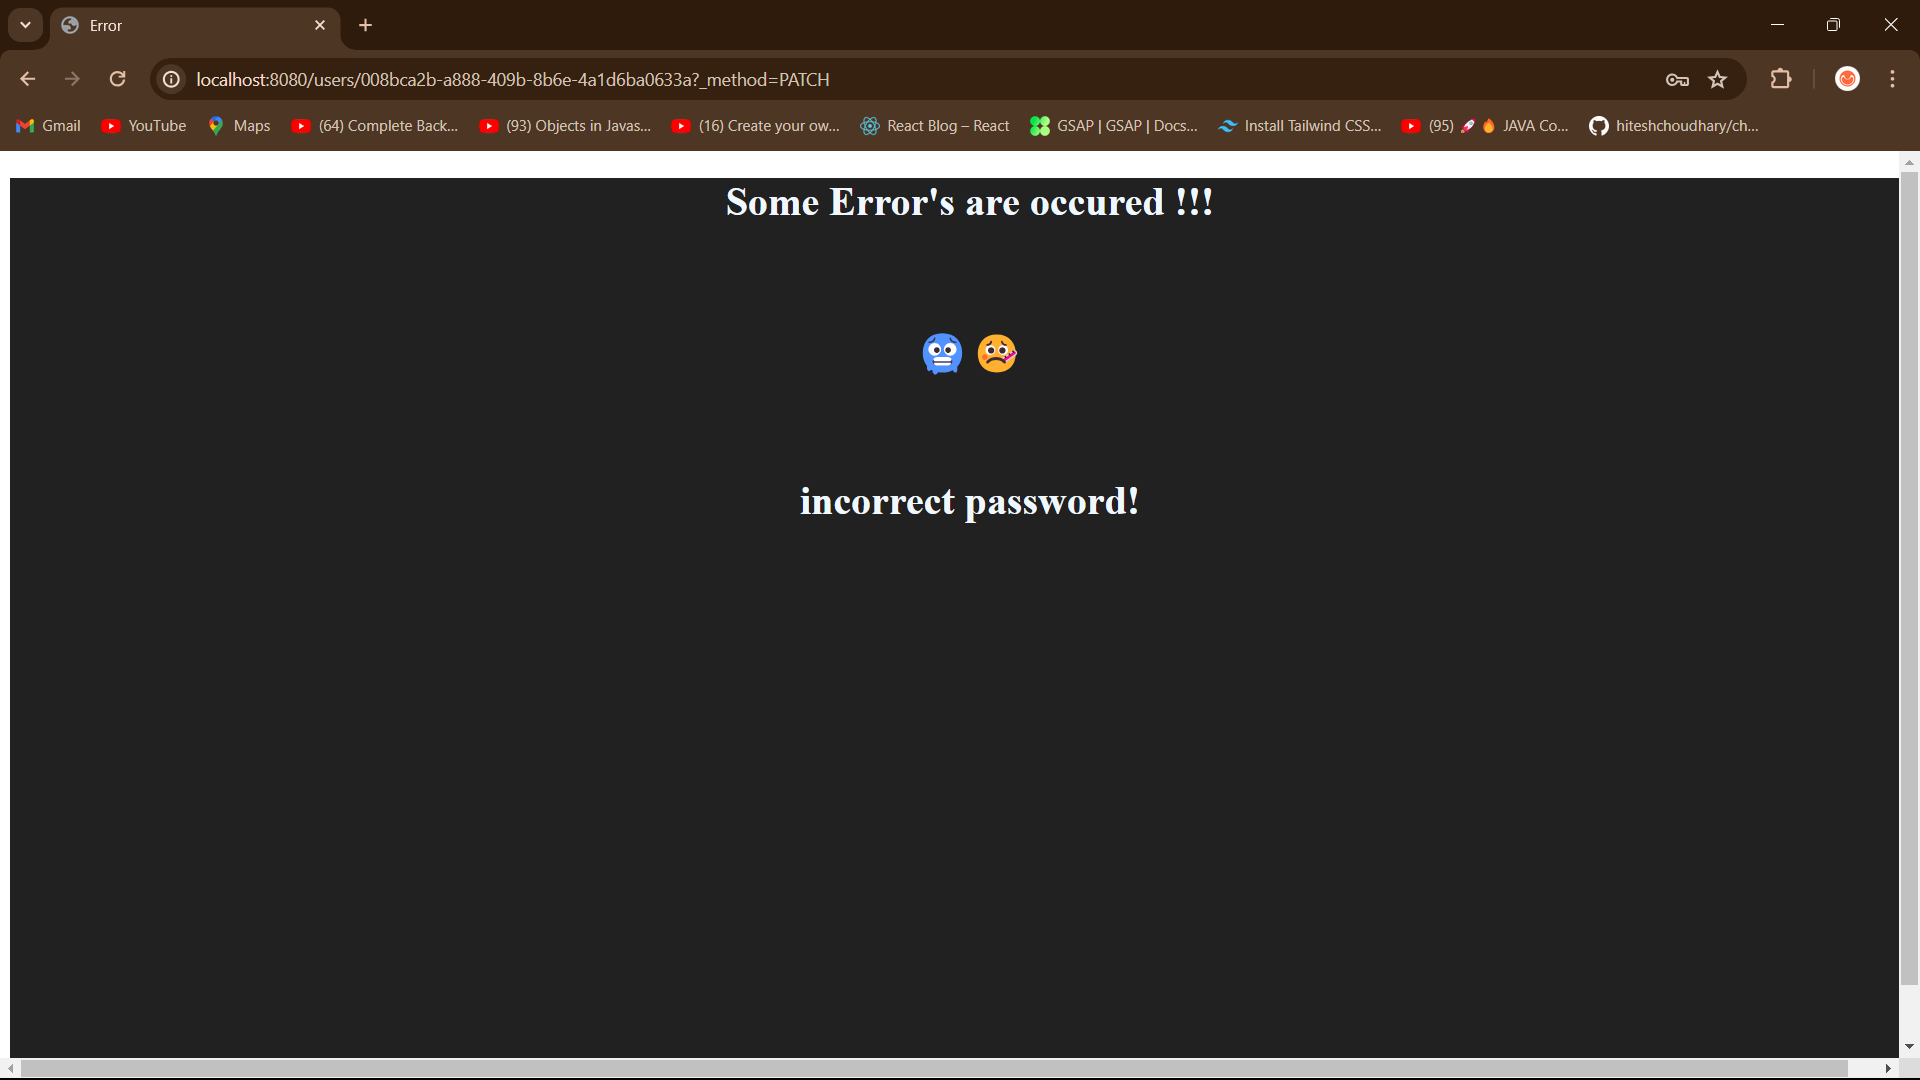 Error
localhost:8080/users/008bca2b-a888-409b-8b6e-4a1d6ba0633a?_method=PATCH
Gmail
YouTube
Maps
(64) Complete Back...
(93) Objects in Javas...
(16) Create your ow...
React Blog – React
GSAP | GSAP | Docs...
Install Tailwind CSS...
(95) 🚀🔥 JAVA Co...
hiteshchoudhary/ch...
Some Error's are occured !!!
🥶 🤒
incorrect password!